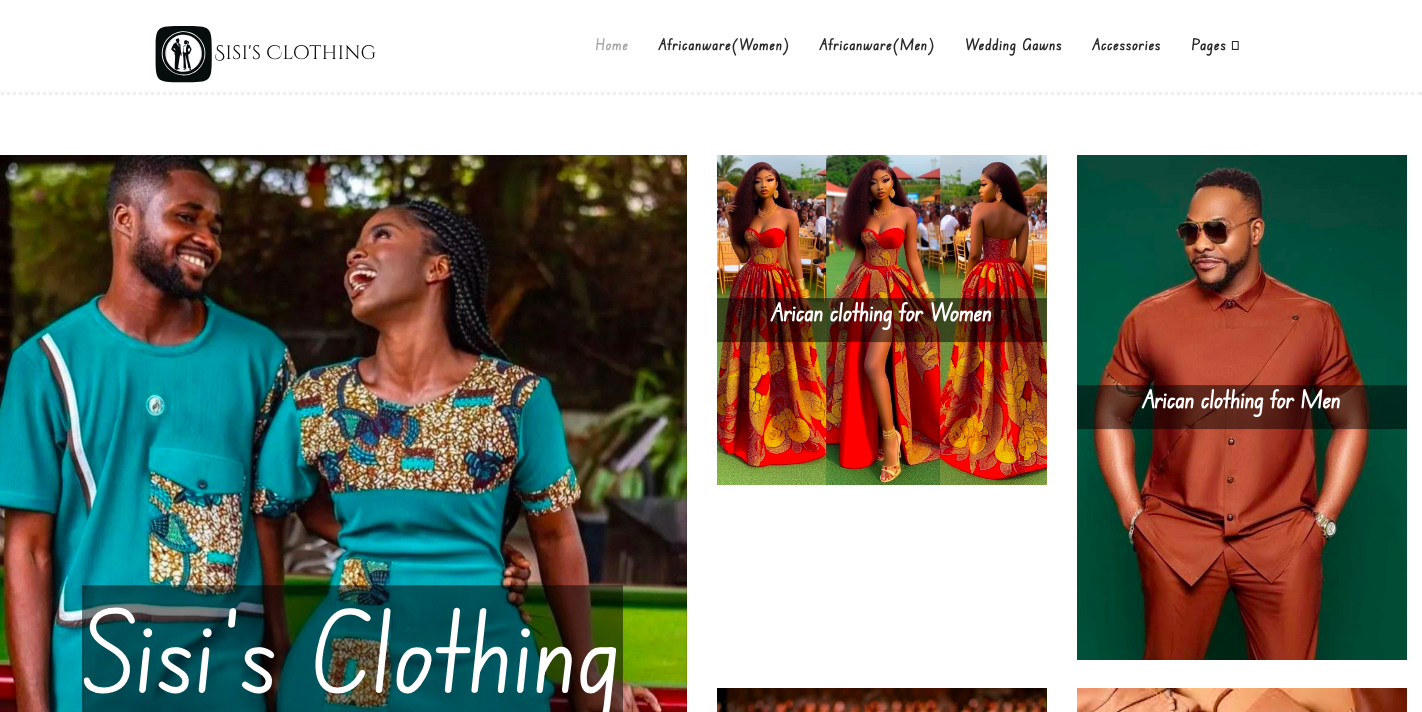 Sisi's Clothing
Home Africanware(Women) Africanware(Men) Wedding Gawns Accessories Pages
Arican clothing for Women
Arican clothing for Men
Sisi's Clothing